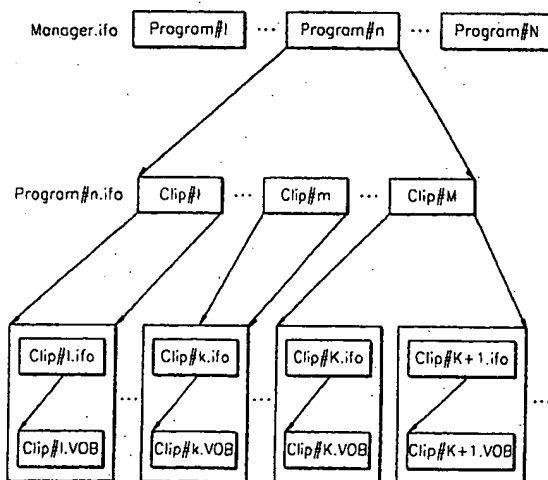 Manager.ifo Program#1 ... Program#n ... Program#N
Program#n.ifo Clip#1 ... Clip#m ... Clip#M
Clip#1.ifo Clip#k.ifo Clip#K.ifo Clip#K+1.ifo
... ... ...
Clip#1.VOB Clip#k.VOB Clip#K.VOB Clip#K+1.VOB